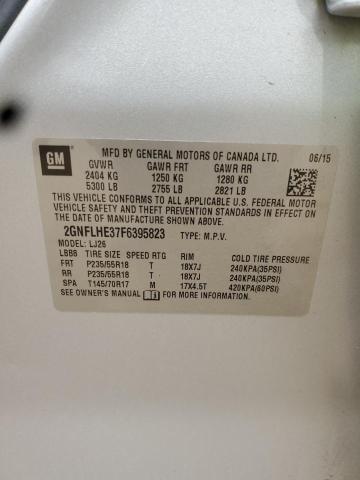 GM
MFD BY GENERAL MOTORS OF CANADA LTD. 06/15
GVWR GAWR FRT GAWR RR
2404 KG 1250 KG 1280 KG
5300 LB 2755 LB 2821 LB
THIS VEHICLE CONFORMS TO ALL APPLICABLE U.S. FEDERAL MOTOR
VEHICLE SAFETY AND THEFT PREVENTION STANDARDS IN EFFECT ON
THE DATE OF MANUFACTURE SHOWN ABOVE.
2GNFLHE37F6395823 TYPE: M.P.V.
MODEL: LJ26
LBBB TIRE SIZE SPEED RTG RIM COLD TIRE PRESSURE
FRT P235/55R18 T 18X7J 240KPA(35PSI)
RR P235/55R18 T 18X7J 240KPA(35PSI)
SPA T145/70R17 M 17X4.5T 420KPA(60PSI)
SEE OWNER'S MANUAL FOR MORE INFORMATION.